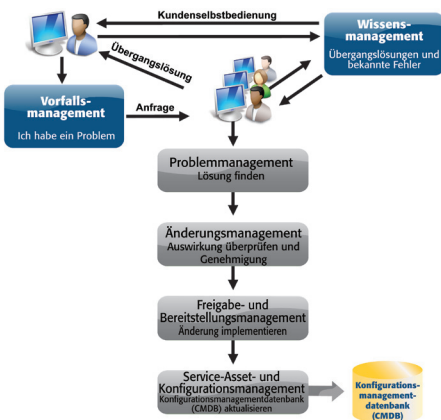 Kundenselbstbedienung
Wissens-
management
Übergangslösungen und
bekannte Fehler
Übergangslösung
Vorfalls-
management
Ich habe ein Problem
Anfrage
Problemmanagement
Lösung finden
Änderungsmanagement
Auswirkung überprüfen und
Genehmigung
Freigabe- und
Bereitstellungsmanagement
Änderung implementieren
Service-Asset- und
Konfigurationsmanagement
Konfigurationsmanagementdatenbank
(CMDB) aktualisieren
Konfigurations-
management-
datenbank
(CMDB)